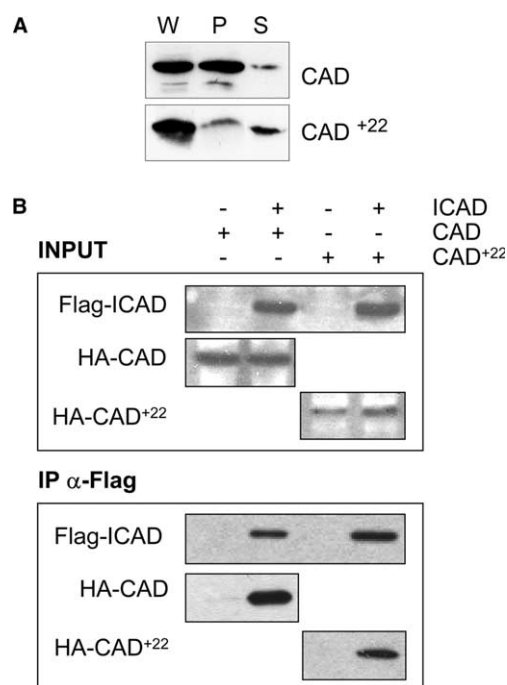 A
W P S
CAD
CAD +22
B
- + - + ICAD
+ + - - CAD
- - + + CAD+22
INPUT
Flag-ICAD
HA-CAD
HA-CAD+22
IP α-Flag
Flag-ICAD
HA-CAD
HA-CAD+22